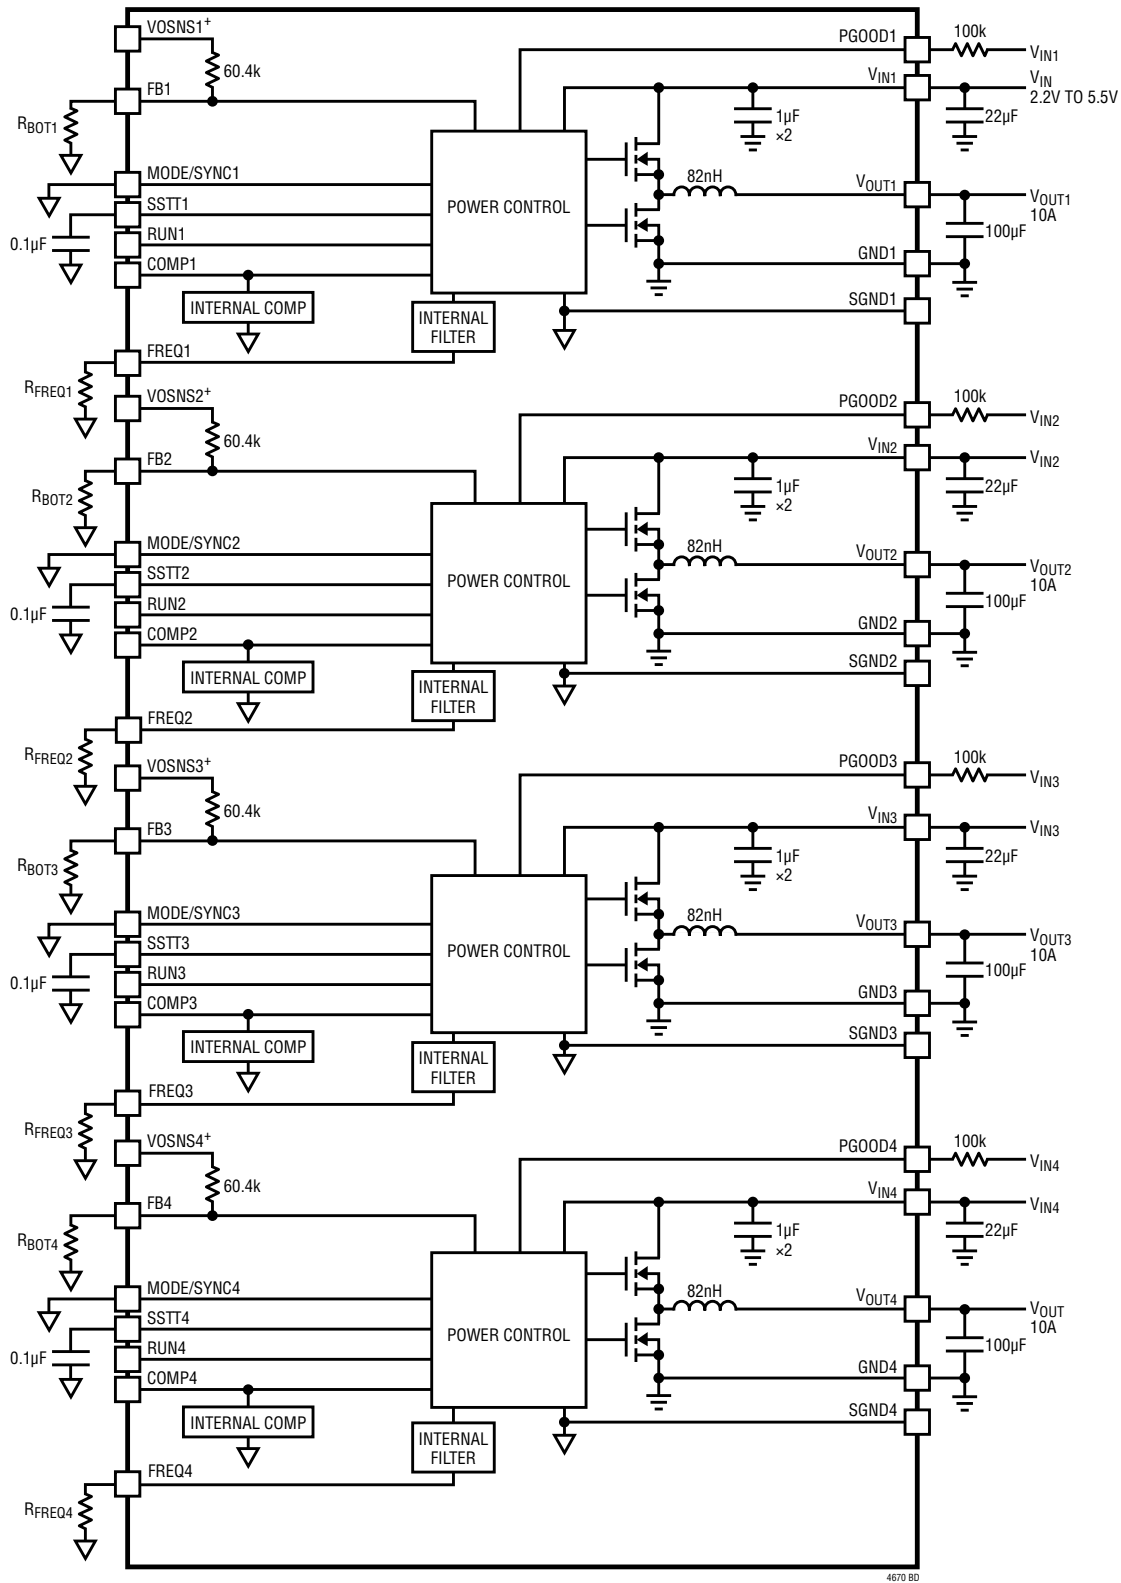 VOSNS1+
60.4k
FB1
RBOT1
MODE/SYNC1
SSTT1
0.1µF
RUN1
COMP1
INTERNAL COMP
FREQ1
RFREQ1
POWER CONTROL
INTERNAL
FILTER
PGOOD1
100k
VIN1
VIN1
VIN
2.2V TO 5.5V
1µF
×2
22µF
82nH
VOUT1
VOUT1
10A
100µF
GND1
SGND1
VOSNS2+
60.4k
FB2
RBOT2
MODE/SYNC2
SSTT2
0.1µF
RUN2
COMP2
INTERNAL COMP
FREQ2
RFREQ2
POWER CONTROL
INTERNAL
FILTER
PGOOD2
100k
VIN2
VIN2
VIN2
1µF
×2
22µF
82nH
VOUT2
VOUT2
10A
100µF
GND2
SGND2
VOSNS3+
60.4k
FB3
RBOT3
MODE/SYNC3
SSTT3
0.1µF
RUN3
COMP3
INTERNAL COMP
FREQ3
RFREQ3
POWER CONTROL
INTERNAL
FILTER
PGOOD3
100k
VIN3
VIN3
VIN3
1µF
×2
22µF
82nH
VOUT3
VOUT3
10A
100µF
GND3
SGND3
VOSNS4+
60.4k
FB4
RBOT4
MODE/SYNC4
SSTT4
0.1µF
RUN4
COMP4
INTERNAL COMP
FREQ4
RFREQ4
POWER CONTROL
INTERNAL
FILTER
PGOOD4
100k
VIN4
VIN4
VIN4
1µF
×2
22µF
82nH
VOUT4
VOUT
10A
100µF
GND4
SGND4
4670 BD